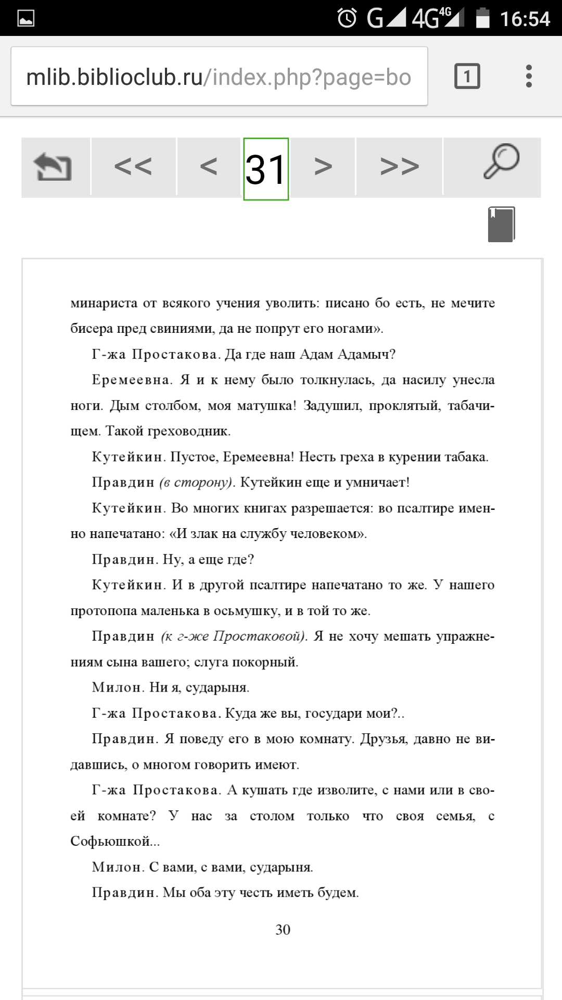 G 4G 4G 16:54
mlib.biblioclub.ru/index.php?page=bo 1
<< < 31 > >>
минариста от всякого учения уволить: писано бо есть, не мечите
бисера пред свиниями, да не попрут его ногами».
Г-жа Простакова. Да где наш Адам Адамыч?
Еремеевна. Я и к нему было толкнулась, да насилу унесла
ноги. Дым столбом, моя матушка! Задушил, проклятый, табачи-
щем. Такой греховодник.
Кутейкин. Пустое, Еремеевна! Несть греха в курении табака.
Правдин (в сторону). Кутейкин еще и умничает!
Кутейкин. Во многих книгах разрешается: во псалтире имен-
но напечатано: «И злак на службу человеком».
Правдин. Ну, а еще где?
Кутейкин. И в другой псалтире напечатано то же. У нашего
протопопа маленька в осьмушку, и в той то же.
Правдин (к г-же Простаковой). Я не хочу мешать упражне-
ниям сына вашего; слуга покорный.
Милон. Ни я, сударыня.
Г-жа Простакова. Куда же вы, государи мои?..
Правдин. Я поведу его в мою комнату. Друзья, давно не ви-
давшись, о многом говорить имеют.
Г-жа Простакова. А кушать где изволите, с нами или в сво-
ей комнате? У нас за столом только что своя семья, с
Софьюшкой...
Милон. С вами, с вами, сударыня.
Правдин. Мы оба эту честь иметь будем.
30